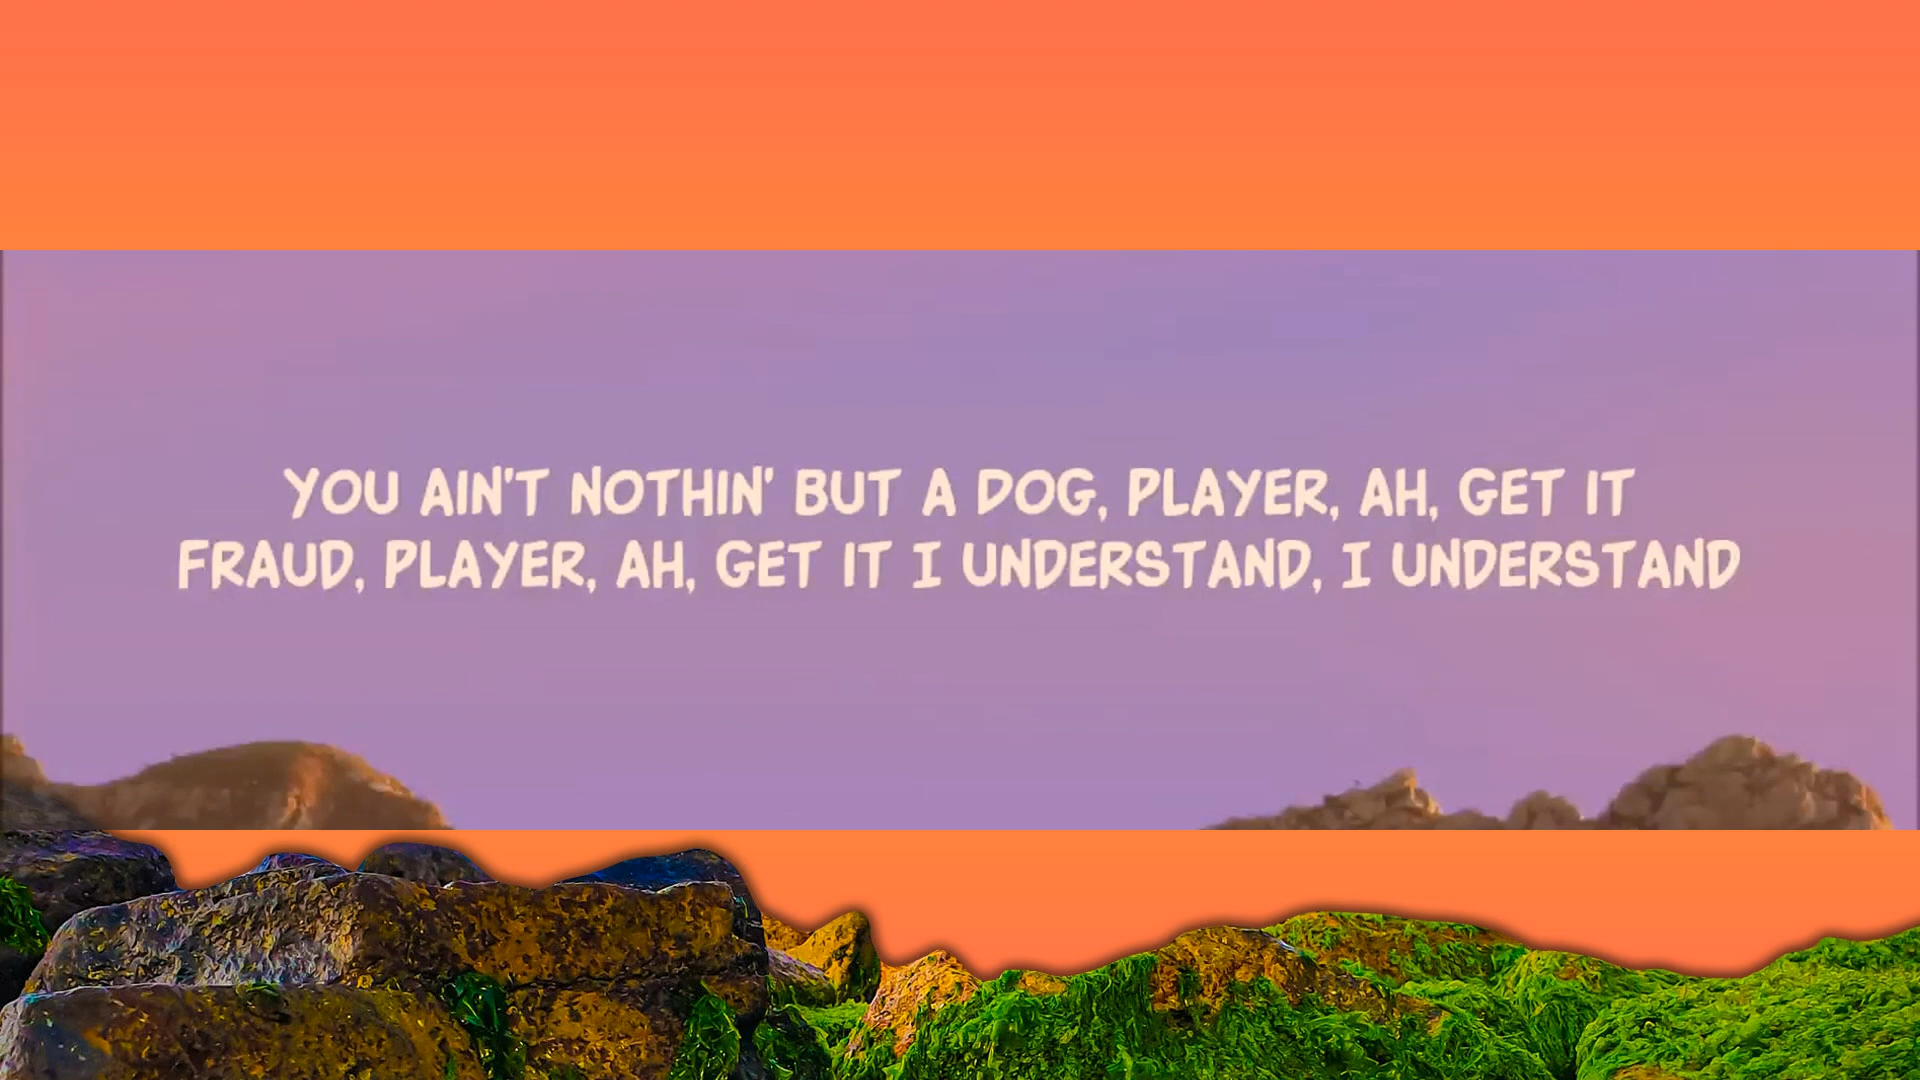 YOU AIN'T NOTHIN' BUT A DOG, PLAYER, AH, GET IT
FRAUD, PLAYER, AH, GET IT I UNDERSTAND, I UNDERSTAND